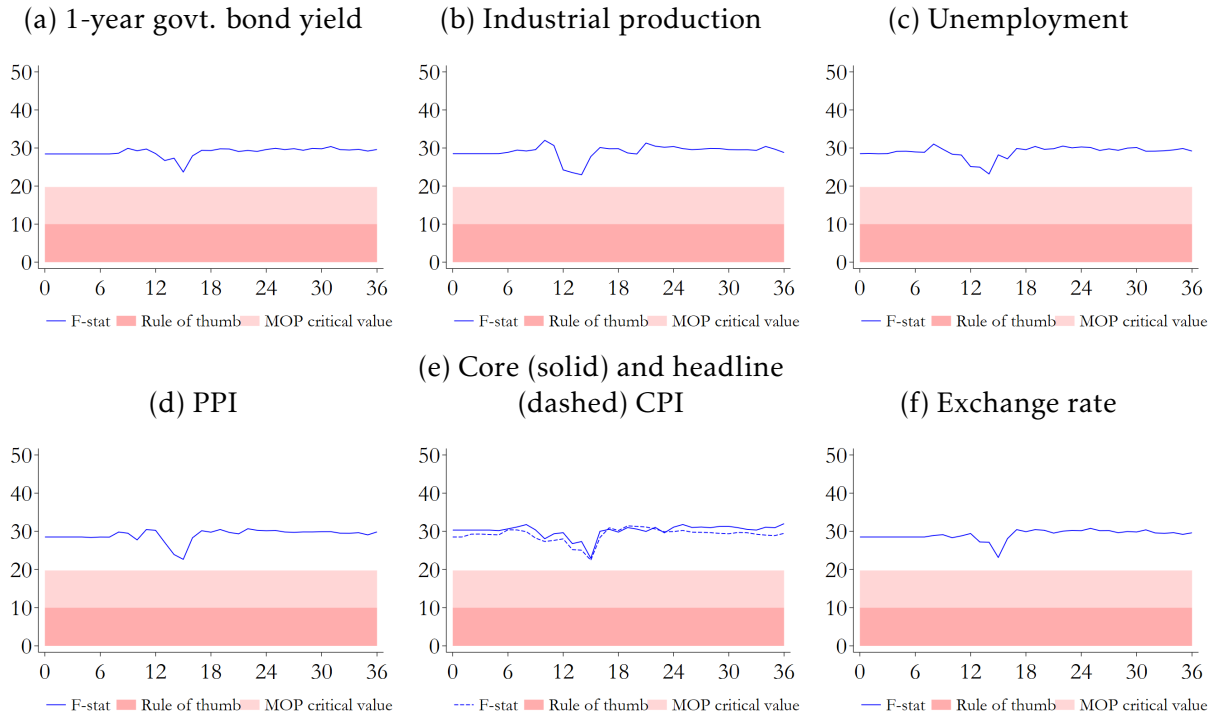 (a) 1-year govt. bond yield
(b) Industrial production
(c) Unemployment
50
40
30
20
10
0
0 6 12 18 24 30 36
F-stat Rule of thumb MOP critical value
50
40
30
20
10
0
0 6 12 18 24 30 36
F-stat Rule of thumb MOP critical value
50
40
30
20
10
0
0 6 12 18 24 30 36
F-stat Rule of thumb MOP critical value
(d) PPI
(e) Core (solid) and headline
(dashed) CPI
(f) Exchange rate
50
40
30
20
10
0
0 6 12 18 24 30 36
F-stat Rule of thumb MOP critical value
50
40
30
20
10
0
0 6 12 18 24 30 36
F-stat Rule of thumb MOP critical value
50
40
30
20
10
0
0 6 12 18 24 30 36
F-stat Rule of thumb MOP critical value